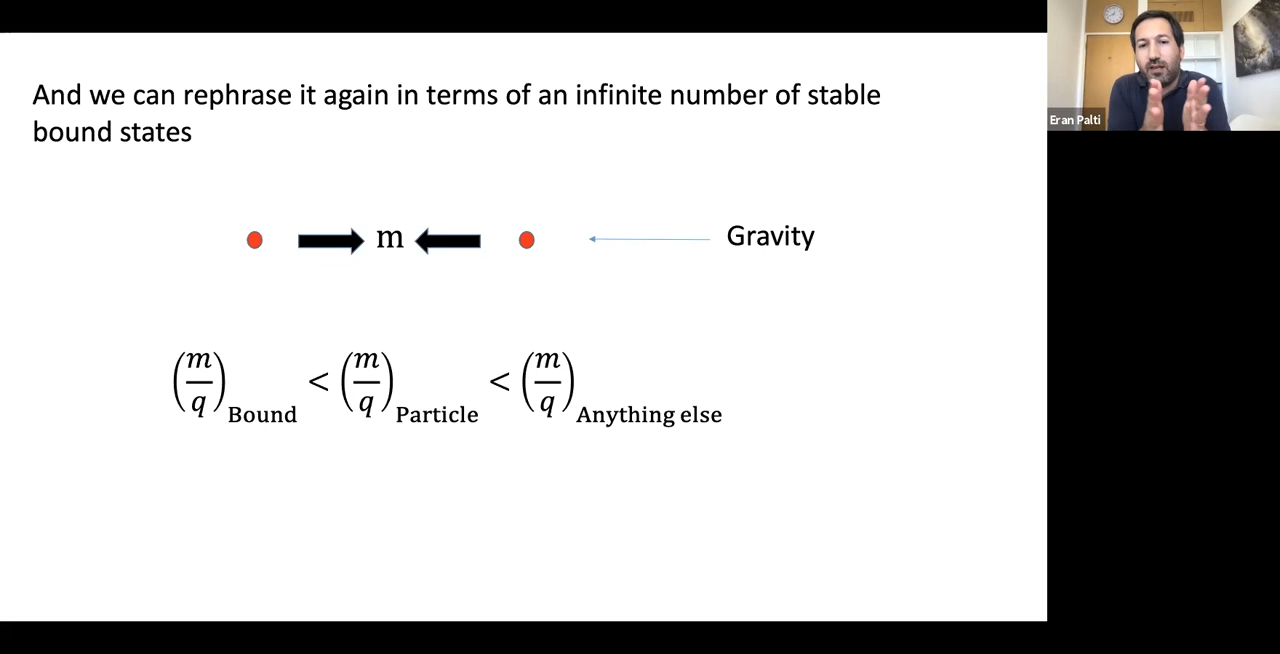 And we can rephrase it again in terms of an infinite number of stable
bound states
m
Gravity
(m/q)Bound < (m/q)Particle < (m/q)Anything else
Eran Palti